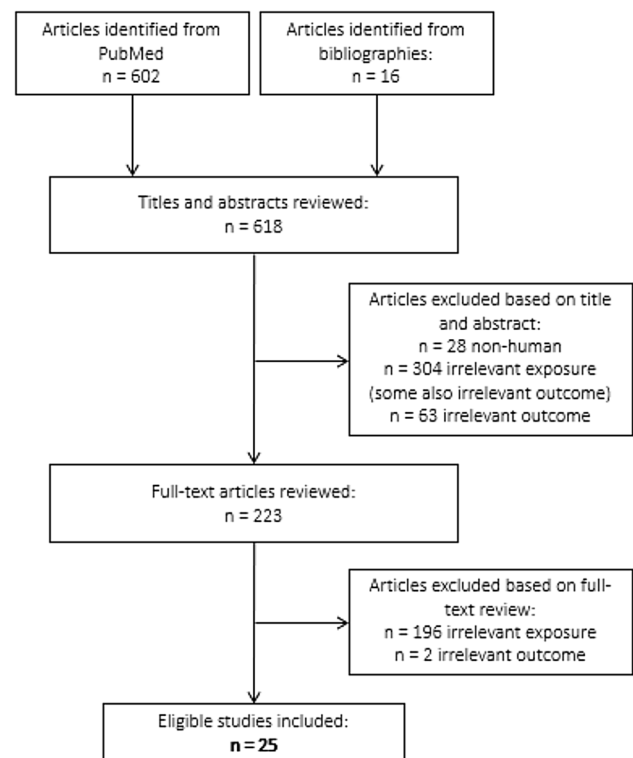 Articles identified from
PubMed
n = 602
Articles identified from
bibliographies:
n = 16
Titles and abstracts reviewed:
n = 618
Articles excluded based on title
and abstract:
n = 28 non-human
n = 304 irrelevant exposure
(some also irrelevant outcome)
n = 63 irrelevant outcome
Full-text articles reviewed:
n = 223
Articles excluded based on full-
text review:
n = 196 irrelevant exposure
n = 2 irrelevant outcome
Eligible studies included:
n = 25